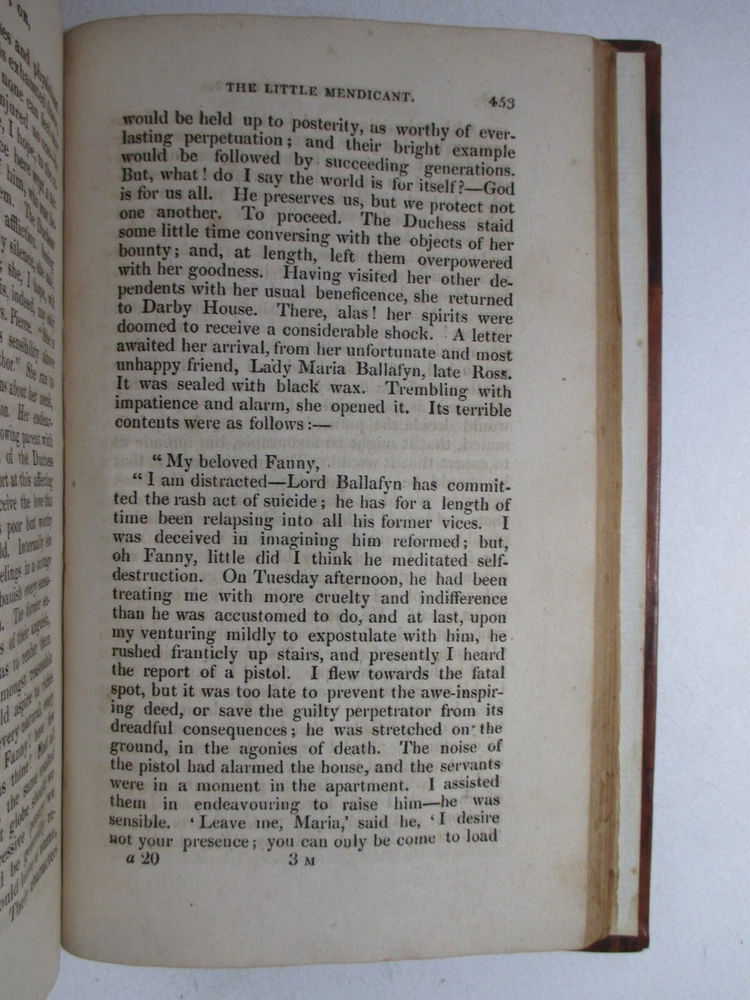 THE LITTLE MENDICANT. 453
would be held up to posterity, as worthy of ever-
lasting perpetuation; and their bright example
would be followed by succeeding generations.
But, what! do I say the world is for itself?—God
is for us all. He preserves us, but we protect not
one another. To proceed. The Duchess staid
some little time conversing with the objects of her
bounty; and, at length, left them overpowered
with her goodness. Having visited her other de-
pendents with her usual beneficence, she returned
to Darby House. There, alas! her spirits were
doomed to receive a considerable shock. A letter
awaited her arrival, from her unfortunate and most
unhappy friend, Lady Maria Ballafyn, late Ross.
It was sealed with black wax. Trembling with
impatience and alarm, she opened it. Its terrible
contents were as follows:—
“ My beloved Fanny,
“ I am distracted—Lord Ballafyn has commit-
ted the rash act of suicide; he has for a length of
time been relapsing into all his former vices. I
was deceived in imagining him reformed; but,
oh Fanny, little did I think he meditated self-
destruction. On Tuesday afternoon, he had been
treating me with more cruelty and indifference
than he was accustomed to do, and at last, upon
my venturing mildly to expostulate with him, he
rushed franticly up stairs, and presently I heard
the report of a pistol. I flew towards the fatal
spot, but it was too late to prevent the awe-inspir-
ing deed, or save the guilty perpetrator from its
dreadful consequences; he was stretched on the
ground, in the agonies of death. The noise of
the pistol had alarmed the house, and the servants
were in a moment in the apartment. I assisted
them in endeavouring to raise him—he was
sensible. ‘Leave me, Maria,’ said he, ‘I desire
not your presence; you can only be come to load
a 20 3 M